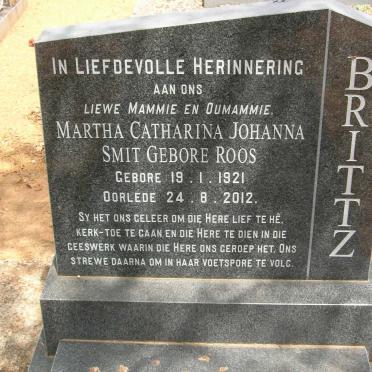 IN LIEFDEVOLLE HERINNERING
AAN ONS
LIEWE MAMMIE EN OUMAMMIE.
MARTHA CATHARINA JOHANNA
SMIT GEBORE ROOS
GEBORE 19.1.1921
OORLEDE 24.8.2012.
SY HET ONS GELEER OM DIE HERE LIEF TE HÊ,
KERK-TOE TE GAAN EN DIE HERE TE DIEN IN DIE
GEESWERK WAARIN DIE HERE ONS GEROEP HET. ONS
STREWE DAARNA OM IN HAAR VOETSPORE TE VOLG.
BRITTZ